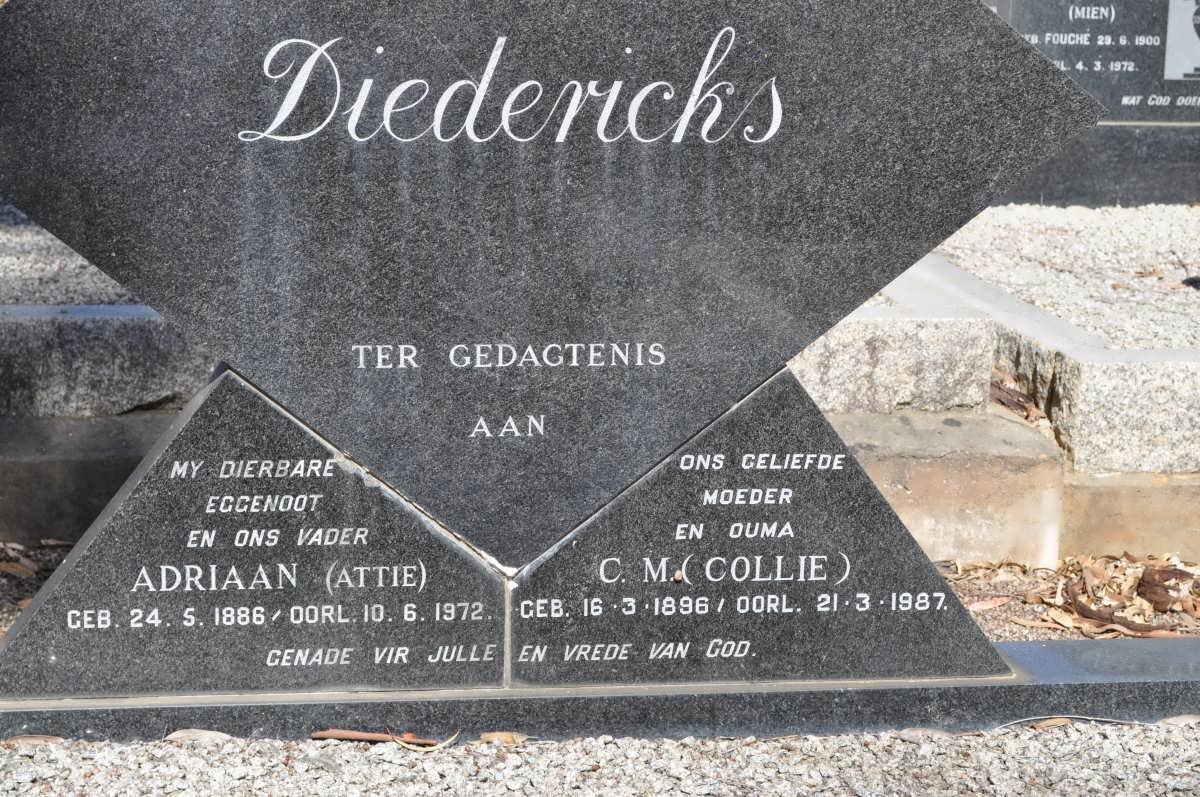 Diedericks
TER GEDAGTENIS
AAN
MY DIERBARE
EGGENOOT
EN ONS VADER
ADRIAAN (ATTIE)
GEB. 24. 5. 1886 / OORL. 10. 6. 1972.
ONS GELIEFDE
MOEDER
EN OUMA
C. M. (COLLIE)
GEB. 16·3·1896 / OORL. 21·3·1987.
GENADE VIR JULLE EN VREDE VAN GOD.
(MIEN)
FOUCHÉ 29. 6. 1900
4. 3. 1972.
WAT GOD